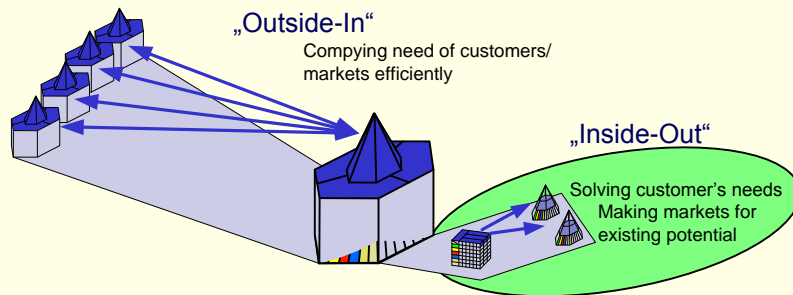 „Outside-In“
Compying need of customers/
markets efficiently
„Inside-Out“
Solving customer's needs
Making markets for
existing potential